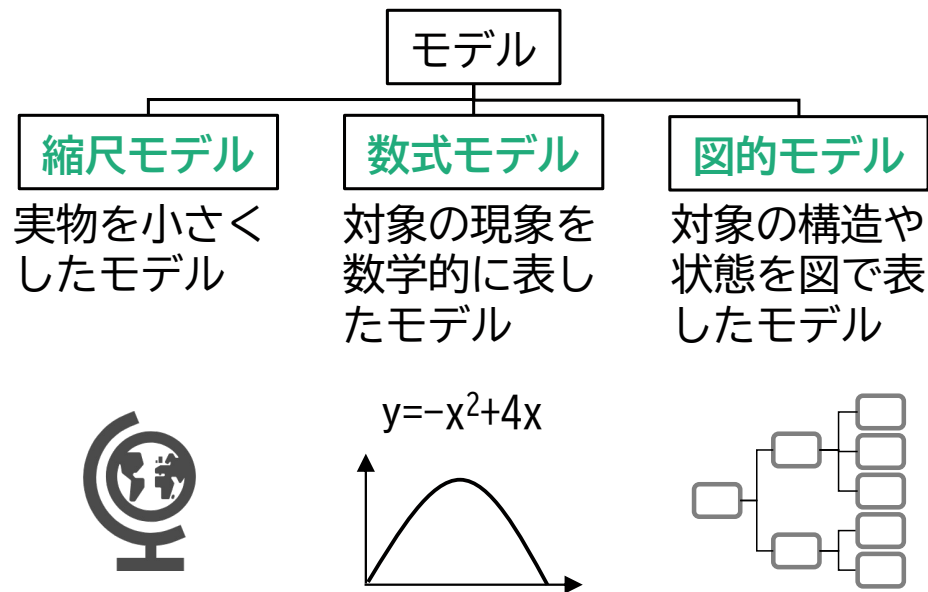 モデル
縮尺モデル
実物を小さく
したモデル
数式モデル
対象の現象を
数学的に表し
たモデル
y=−x²+4x
図的モデル
対象の構造や
状態を図で表
したモデル